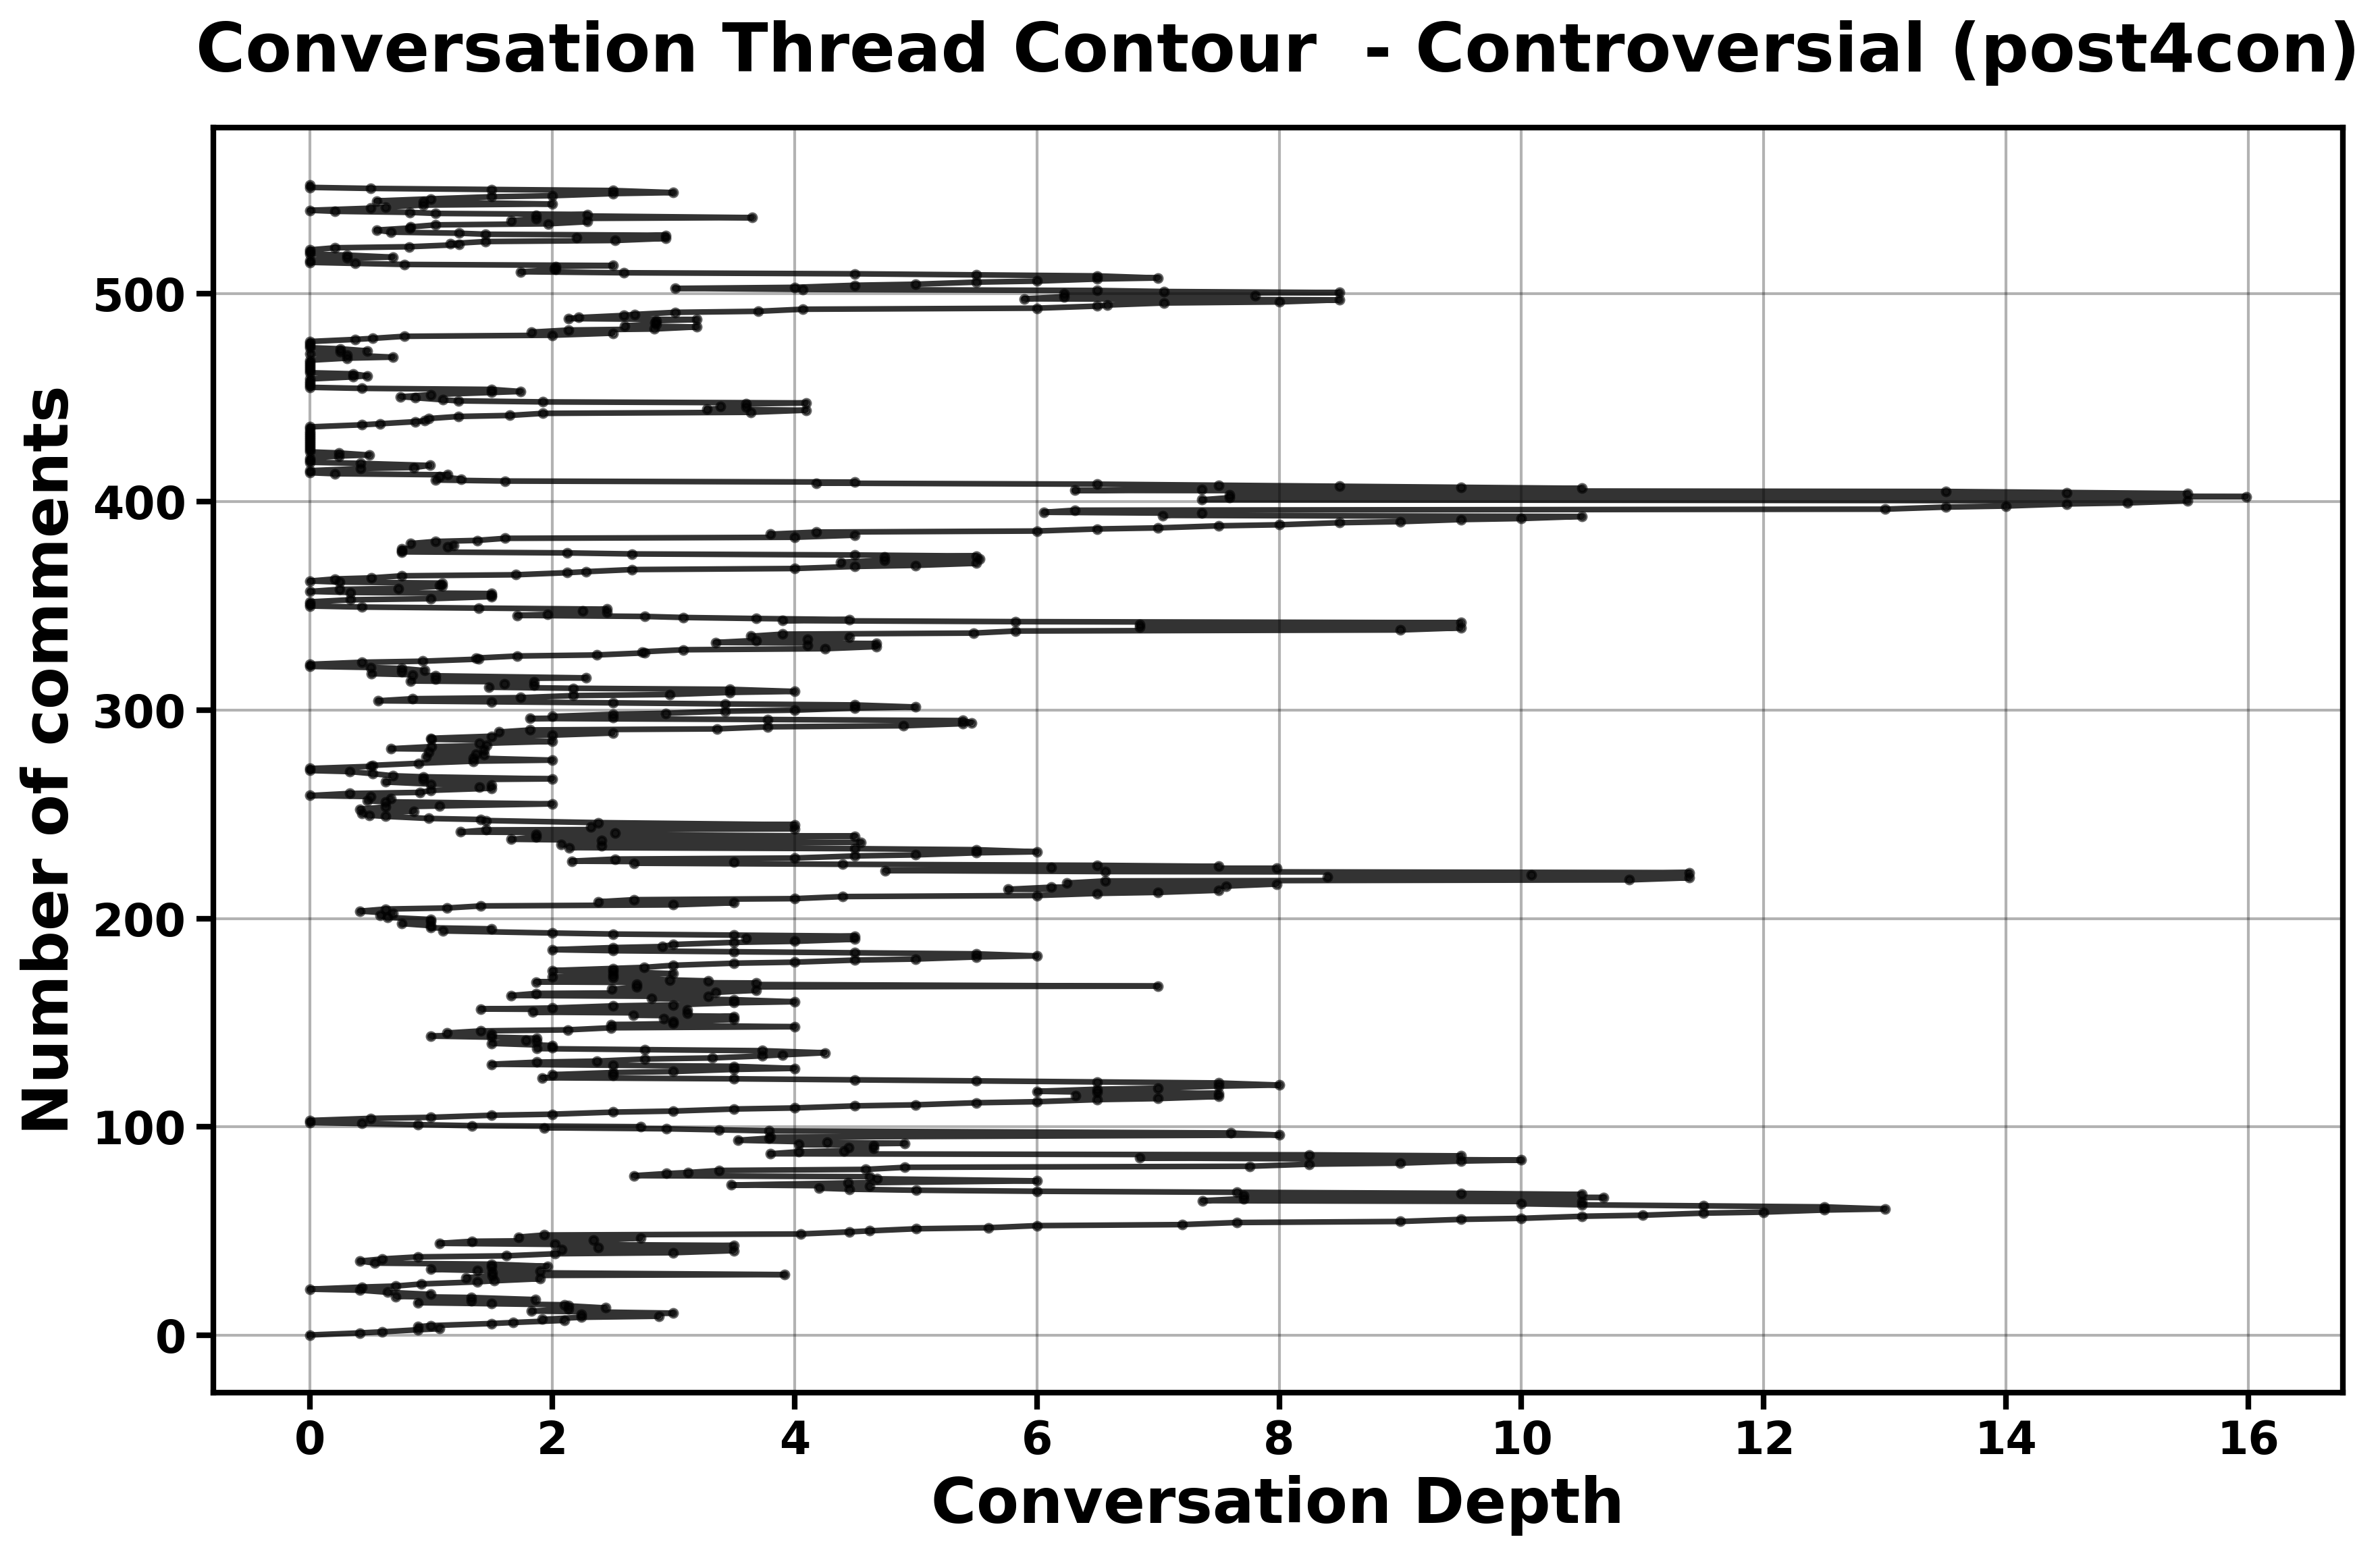 Conversation Thread Contour  - Controversial (post4con)
Number of comments
500
400
300
200
100
0
0 2 4 6 8 10 12 14 16
Conversation Depth